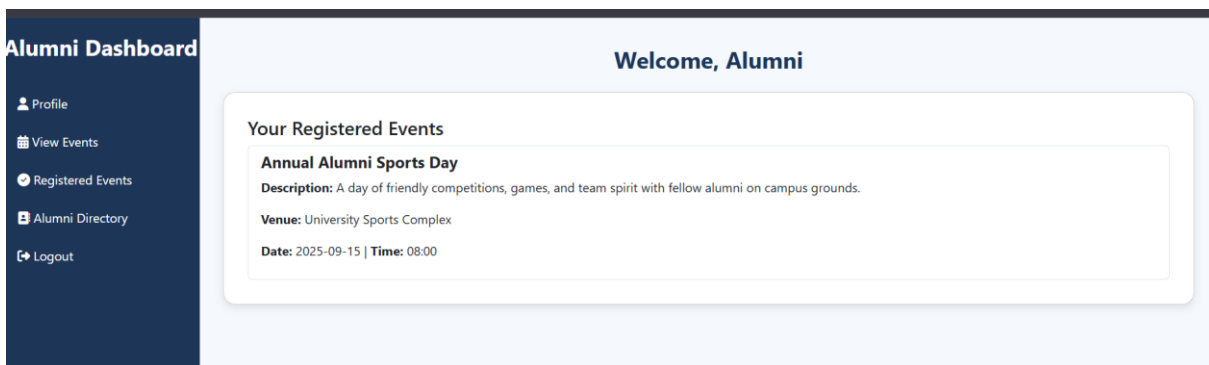 Alumni Dashboard
Profile
View Events
Registered Events
Alumni Directory
Logout
Welcome, Alumni
Your Registered Events
Annual Alumni Sports Day
Description: A day of friendly competitions, games, and team spirit with fellow alumni on campus grounds.
Venue: University Sports Complex
Date: 2025-09-15 | Time: 08:00